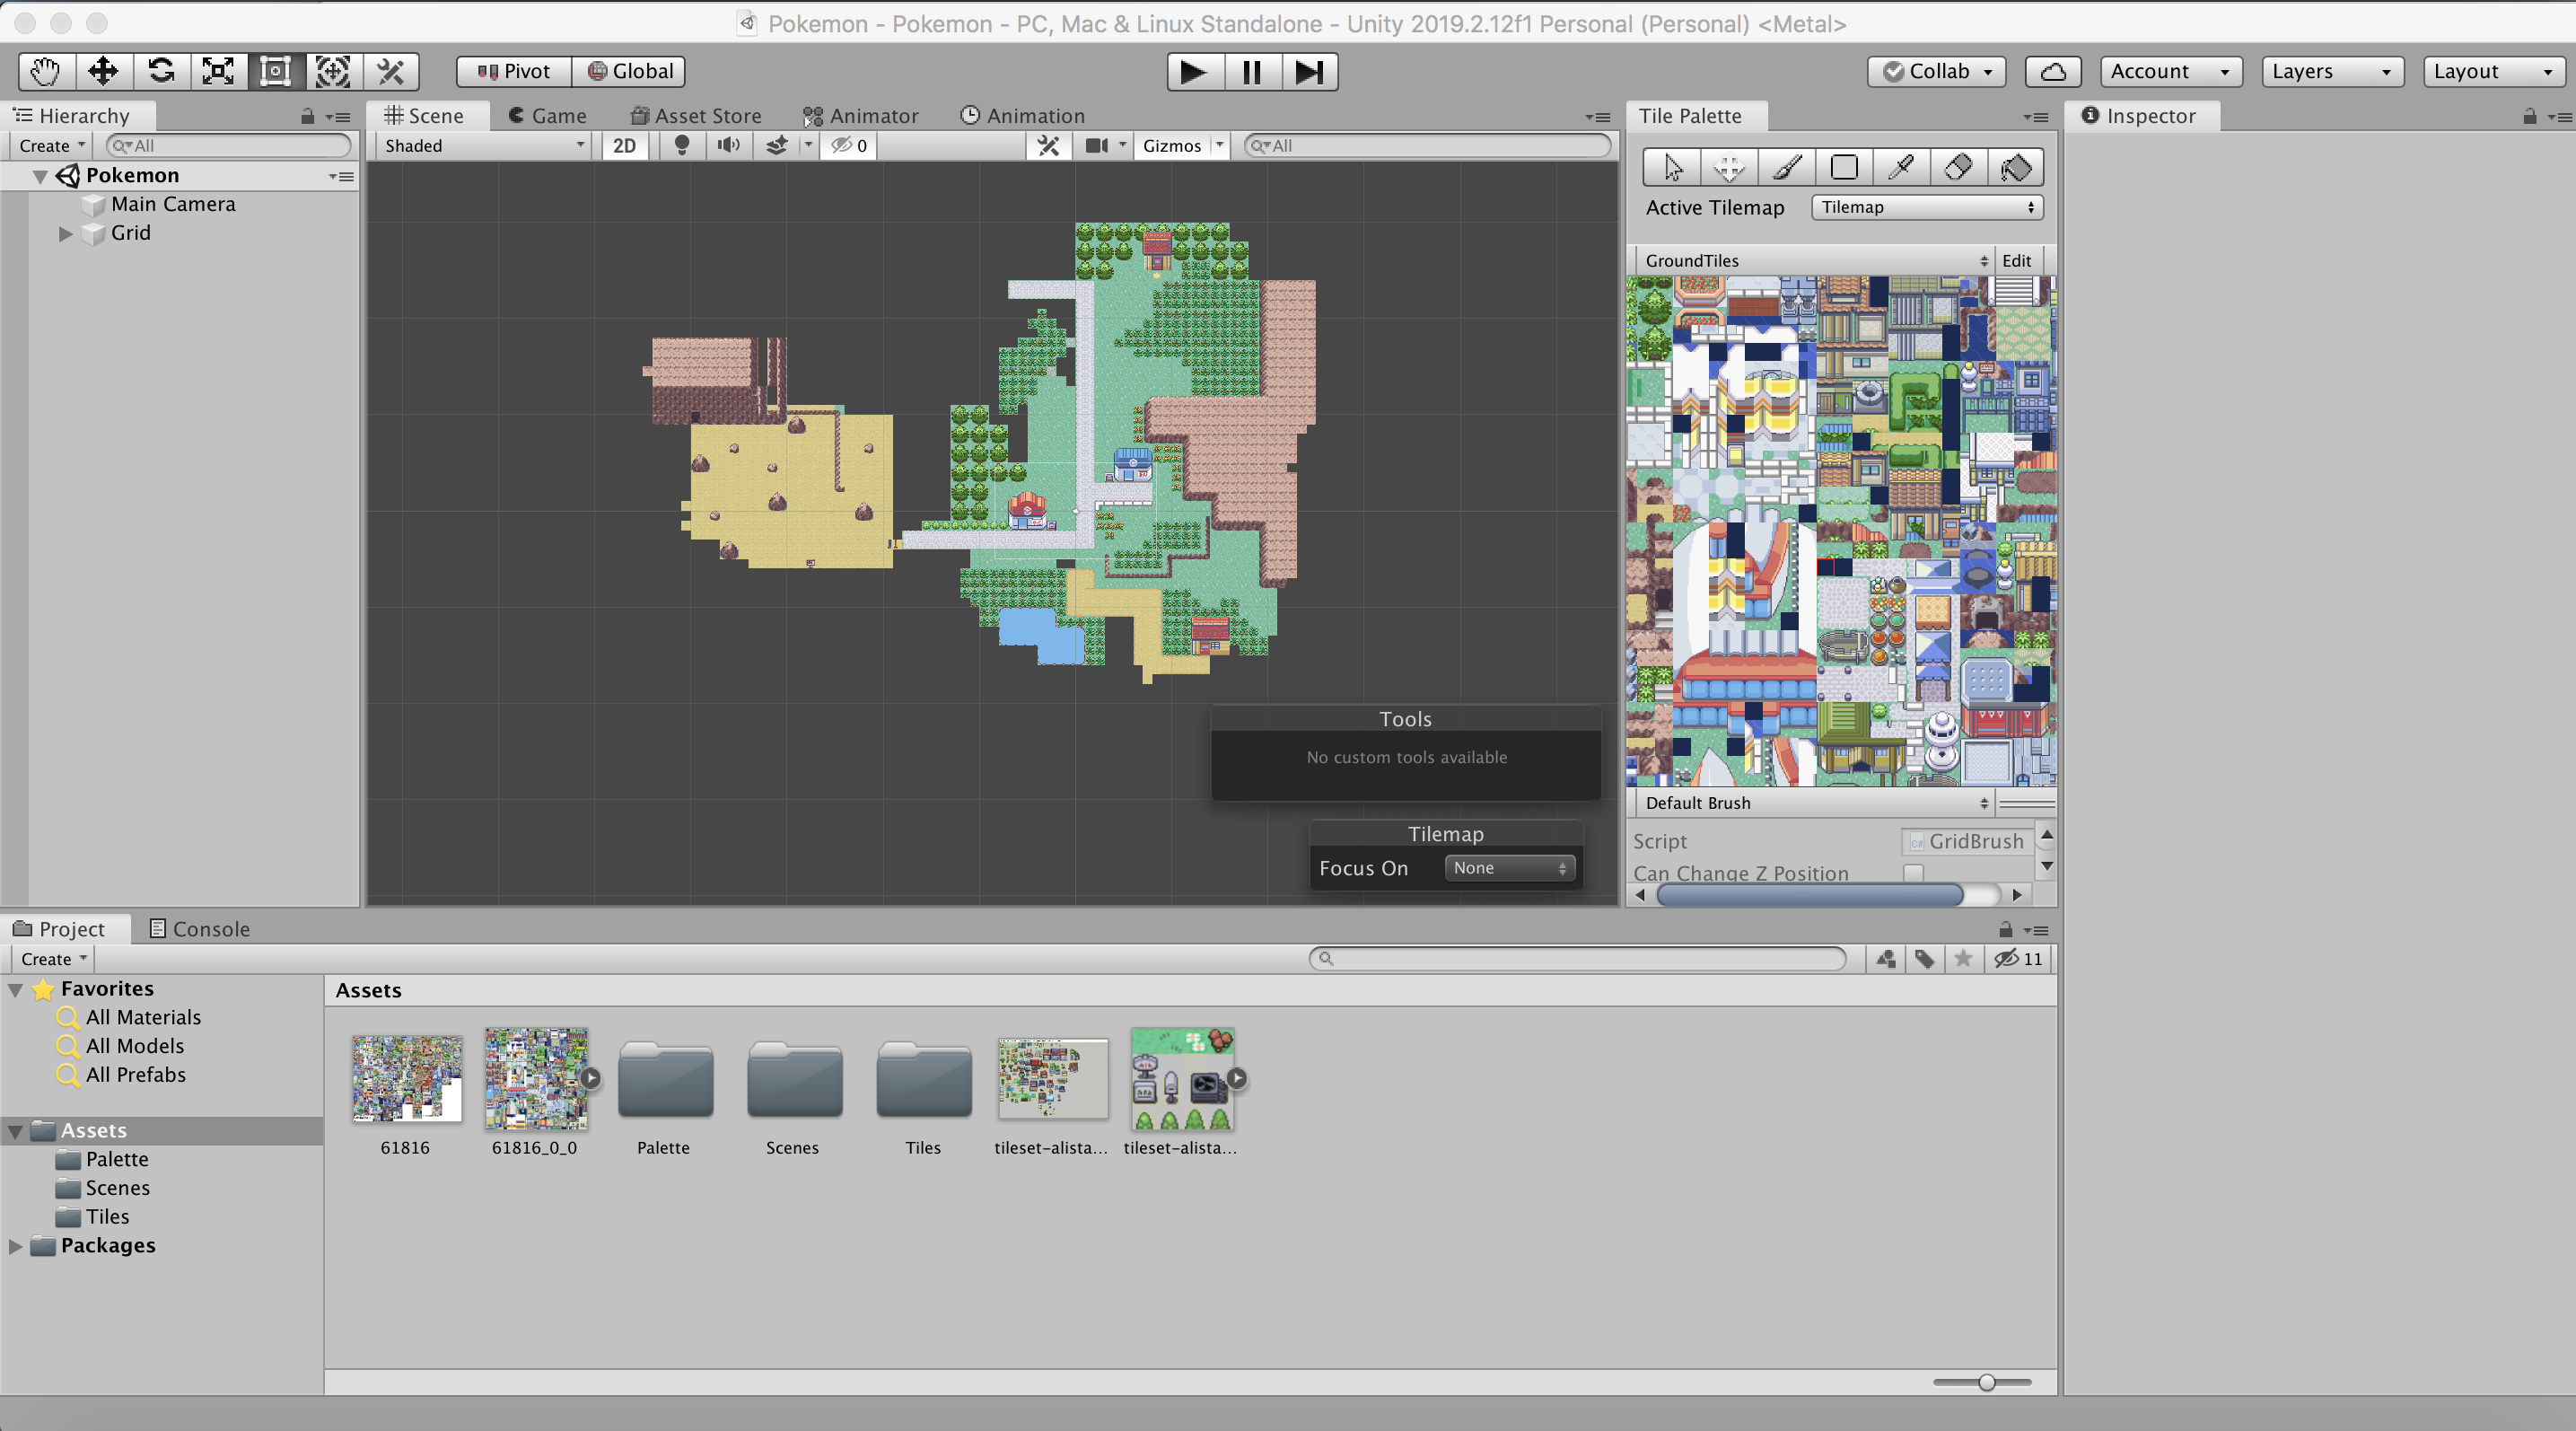 Pokemon - Pokemon - PC, Mac & Linux Standalone - Unity 2019.2.12f1 Personal (Personal) <Metal>
Pivot Global Collab Account Layers Layout
Hierarchy
Create All
Pokemon
Main Camera
Grid
Scene Game Asset Store Animator Animation
Shaded 2D 0 Gizmos All
Tools
No custom tools available
Tilemap
Focus On None
Tile Palette
Active Tilemap Tilemap
GroundTiles Edit
Default Brush
Script GridBrush
Can Change Z Position
Inspector
Project Console
Create 11
Favorites
All Materials
All Models
All Prefabs
Assets
Palette
Scenes
Tiles
Packages
Assets
61816 61816_0_0 Palette Scenes Tiles tileset-alista... tileset-alista...